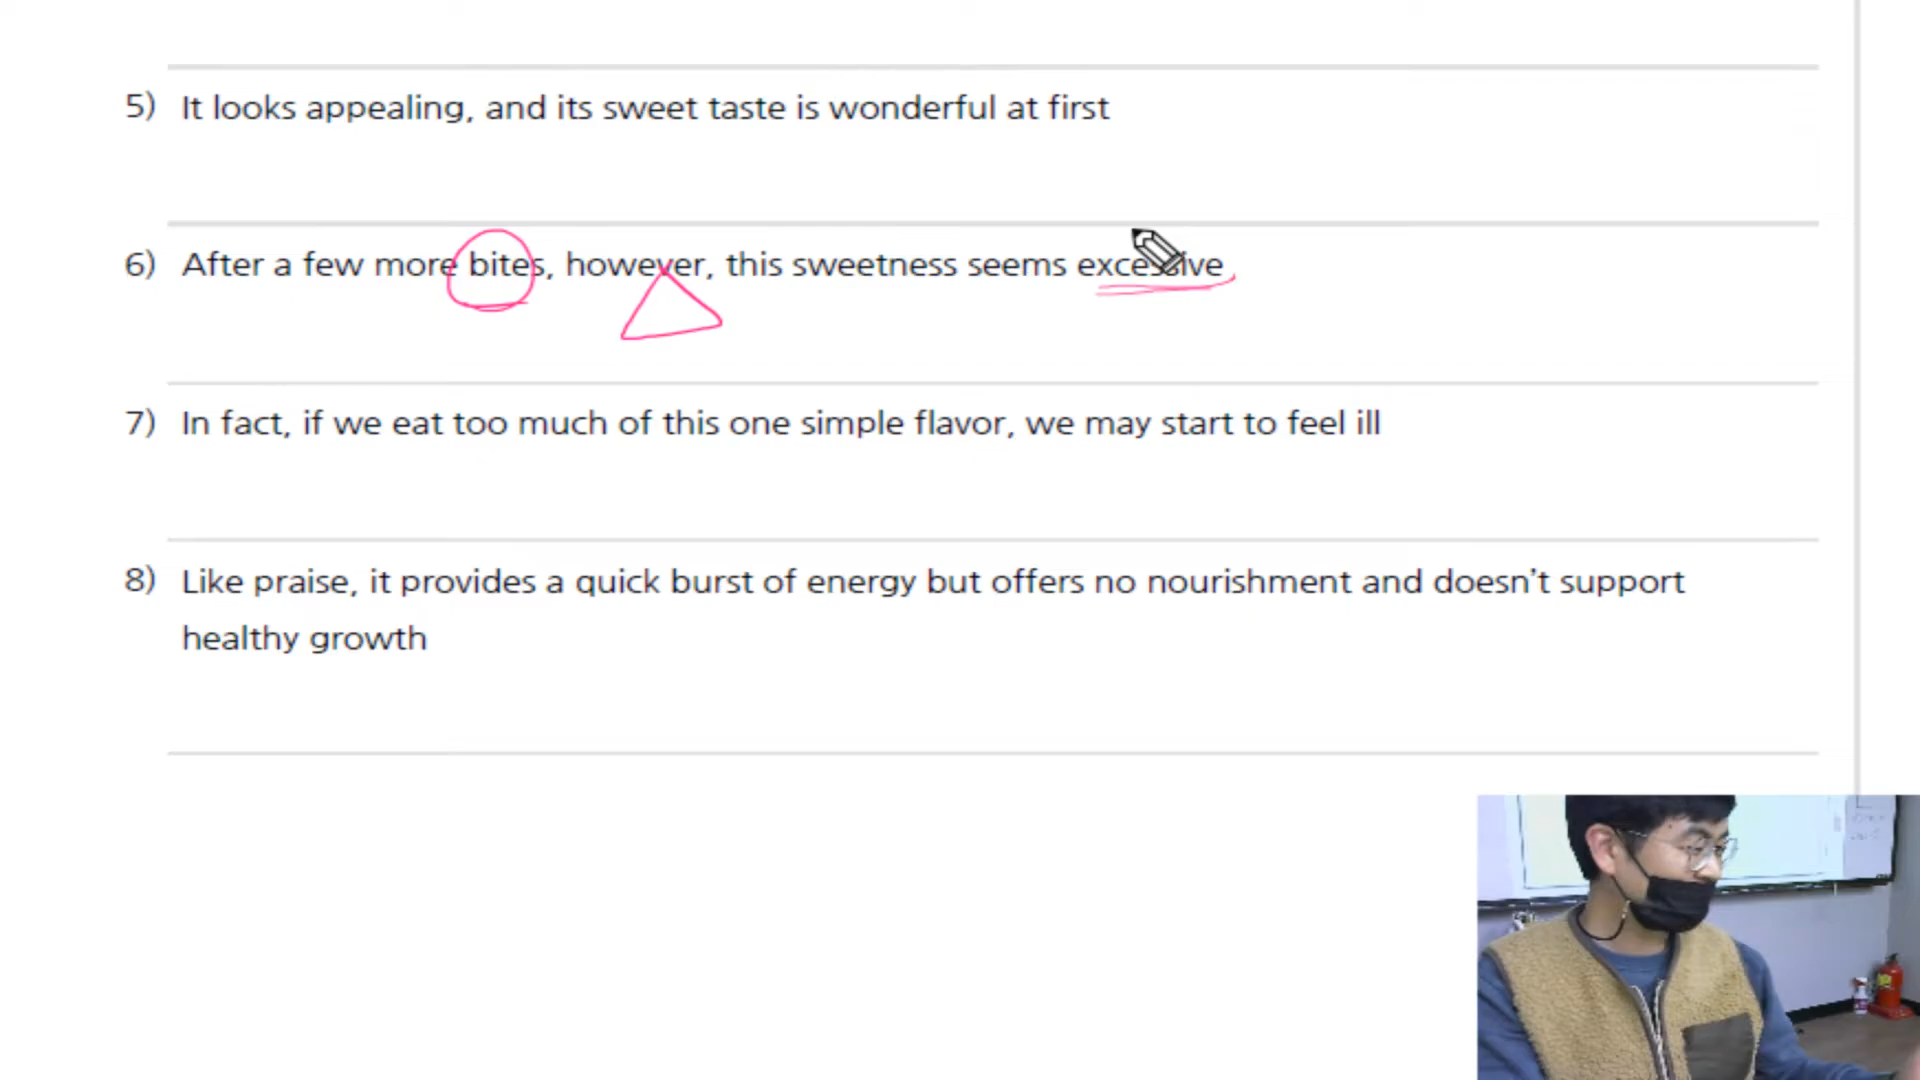 5) It looks appealing, and its sweet taste is wonderful at first
6) After a few more bites, however, this sweetness seems excessive
7) In fact, if we eat too much of this one simple flavor, we may start to feel ill
8) Like praise, it provides a quick burst of energy but offers no nourishment and doesn't support
healthy growth